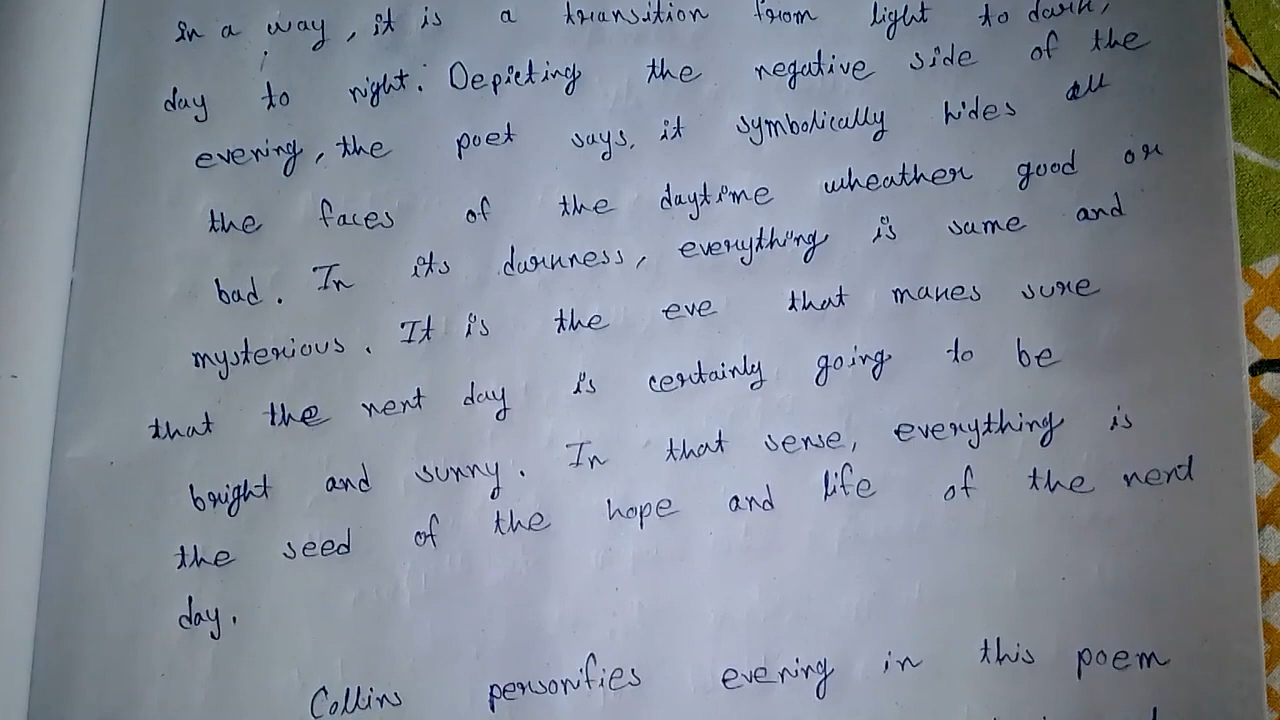 in a way, it is a transition from light to dark,
day to night. Depicting the negative side of the
evening, the poet says, it symbolically hides all
the faces of the daytime wheather good or
bad. In its darkness, everything is same and
mysterious. It is the eve that makes sure
that the next day is certainly going to be
bright and sunny. In that sense, everything is
the seed of the hope and life of the next
day.
Collins personifies evening in this poem